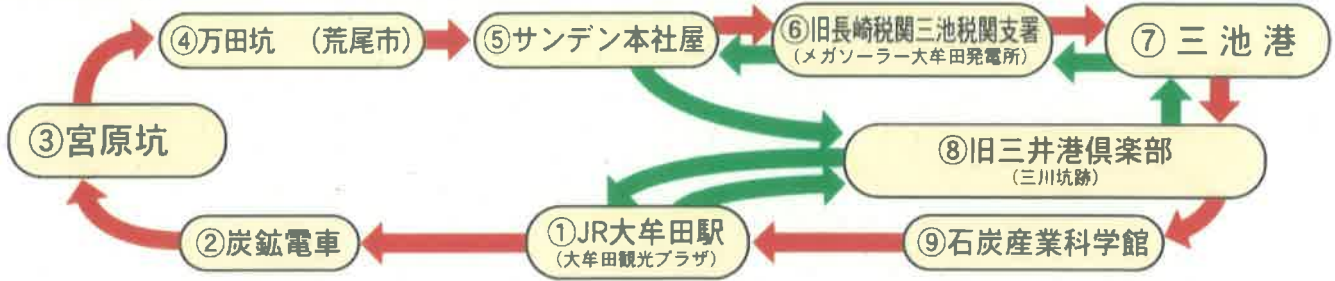 ④万田坑 （荒尾市）
⑤サンデン本社屋
⑥旧長崎税関三池税関支署
(メガソーラー大牟田発電所)
⑦三池港
③宮原坑
⑧旧三井港倶楽部
(三川坑跡)
②炭鉱電車
①JR大牟田駅
(大牟田観光プラザ)
⑨石炭産業科学館